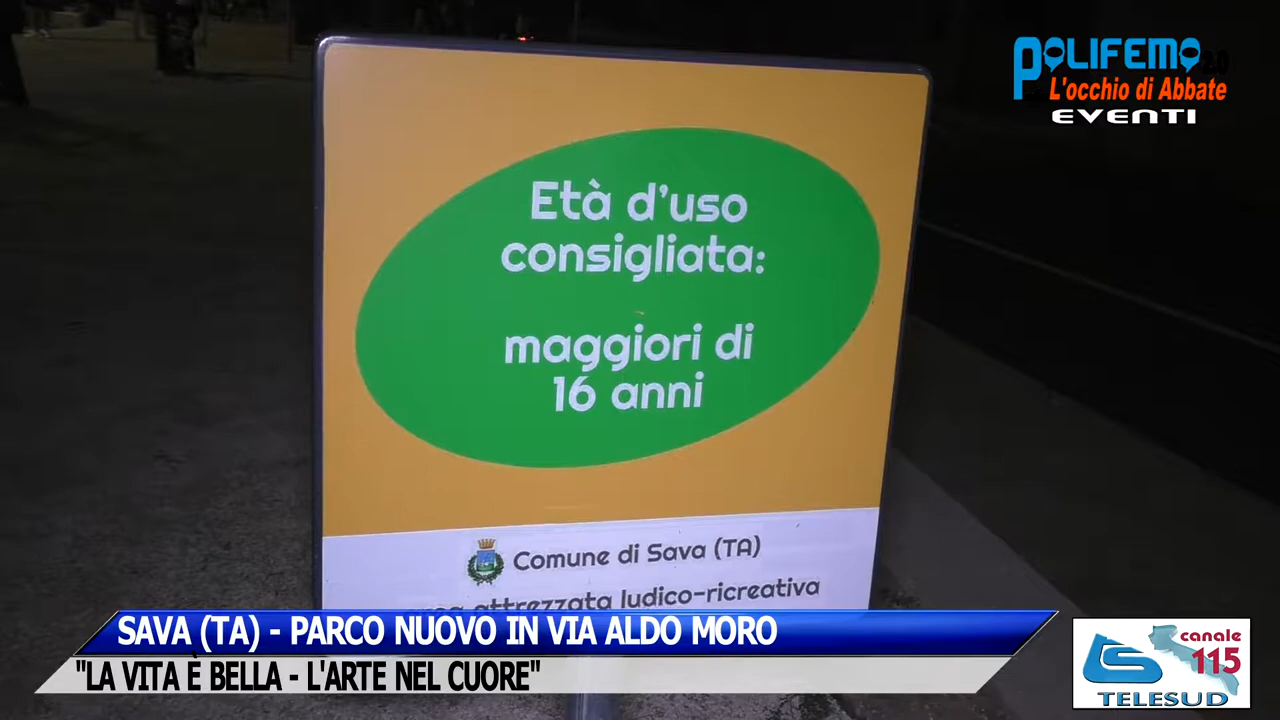 POLIFEMO 2.0
L'occhio di Abbate
EVENTI
Età d'uso
consigliata:
maggiori di
16 anni
Comune di Sava (TA)
area attrezzata ludico-ricreativa
SAVA (TA) - PARCO NUOVO IN VIA ALDO MORO
"LA VITA È BELLA - L'ARTE NEL CUORE"
canale
115
TELESUD